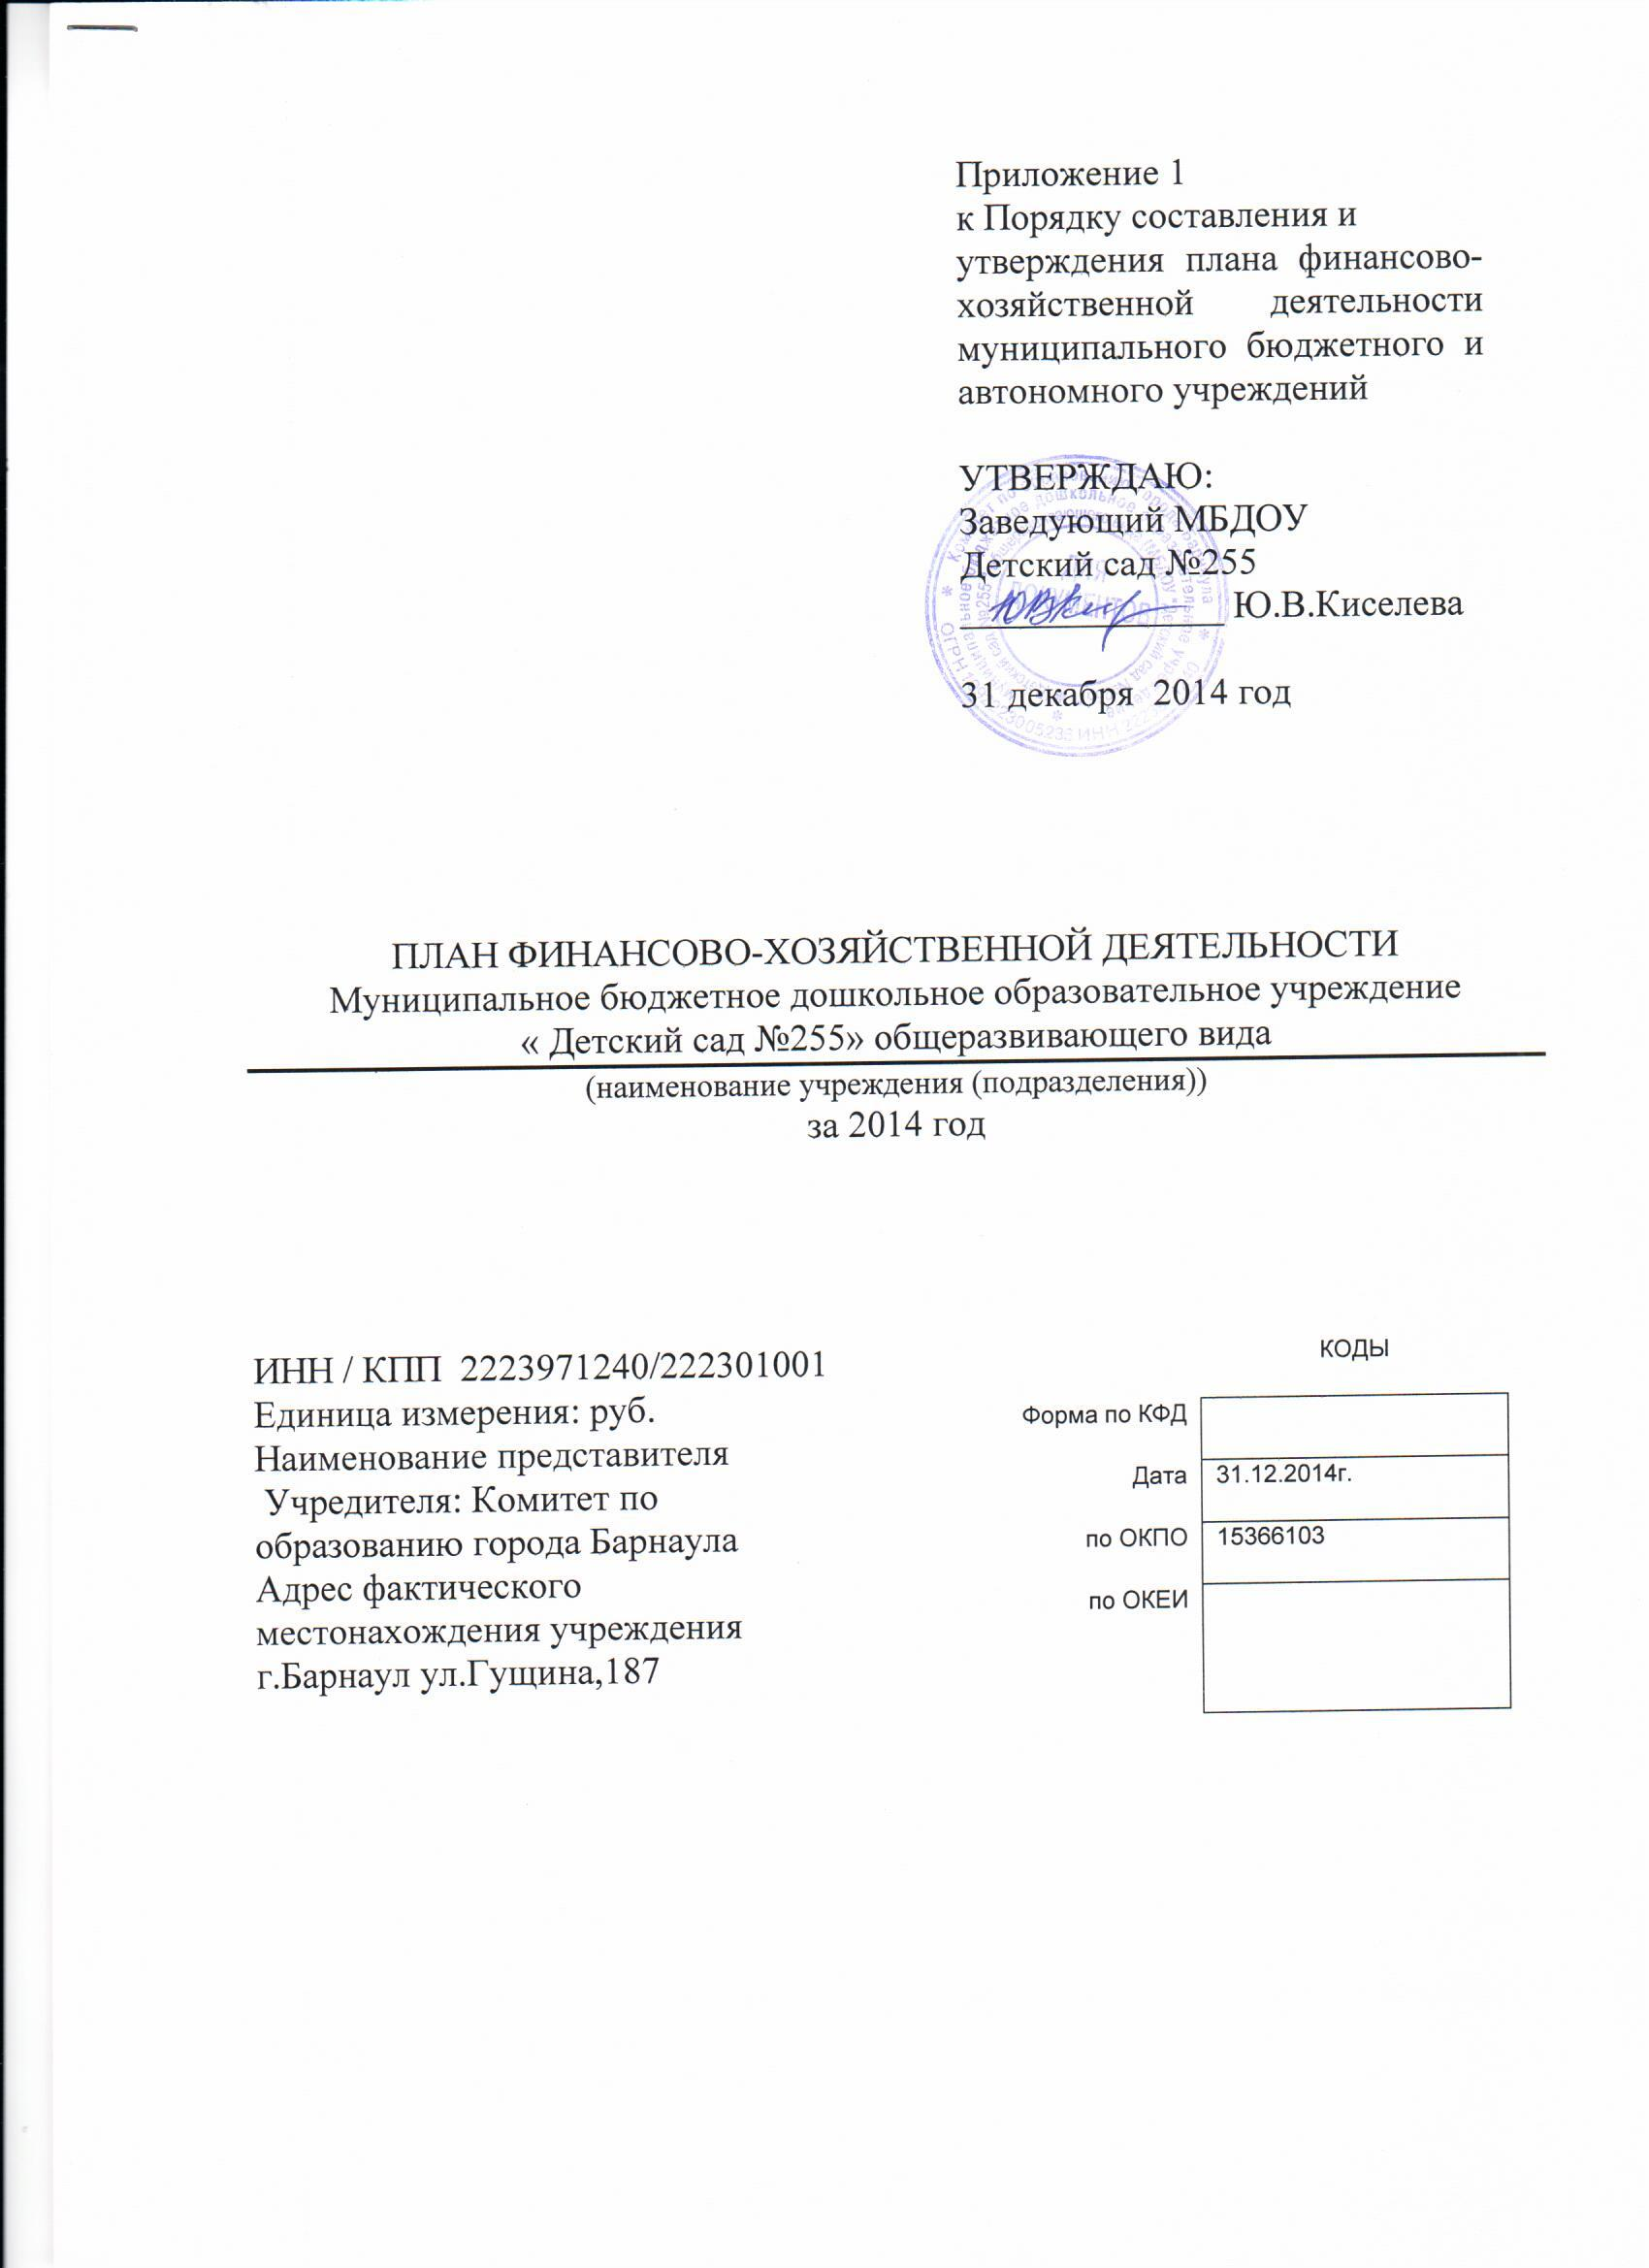 Приложение 1
к Порядку составления и
утверждения плана финансово-
хозяйственной деятельности
муниципального бюджетного и
автономного учреждений
УТВЕРЖДАЮ:
Заведующий МБДОУ
Детский сад №255
Ю.В.Киселева
ДЛЯ
ДОКУМЕНТОВ
31 декабря 2014 год
ПЛАН ФИНАНСОВО-ХОЗЯЙСТВЕННОЙ ДЕЯТЕЛЬНОСТИ
Муниципальное бюджетное дошкольное образовательное учреждение
« Детский сад №255» общеразвивающего вида
(наименование учреждения (подразделения))
за 2014 год
КОДЫ
ИНН / КПП 2223971240/222301001
Единица измерения: руб.
Наименование представителя
Учредителя: Комитет по
образованию города Барнаула
Адрес фактического
местонахождения учреждения
г.Барнаул ул.Гущина,187
Форма по КФД
Дата 31.12.2014г.
по ОКПО 15366103
по ОКЕИ